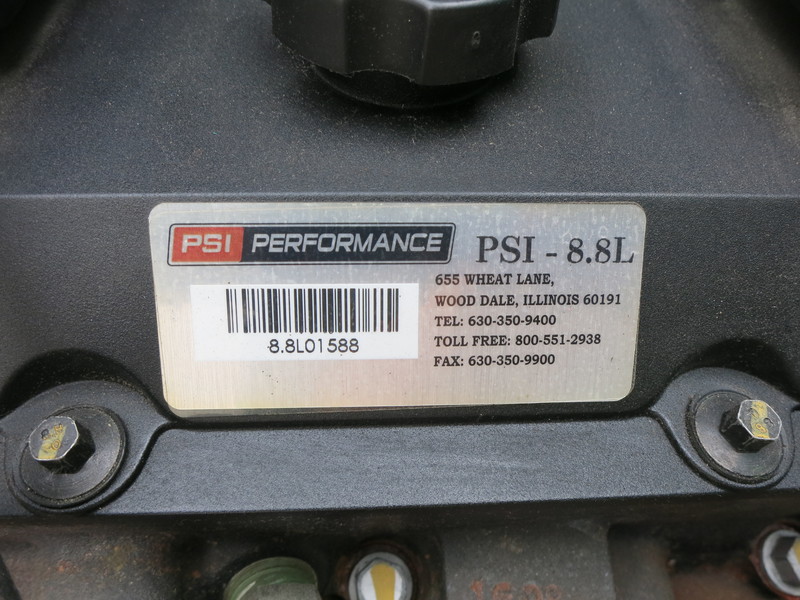 PSI PERFORMANCE
PSI - 8.8L
655 WHEAT LANE,
WOOD DALE, ILLINOIS 60191
TEL: 630-350-9400
TOLL FREE: 800-551-2938
FAX: 630-350-9900
8.8L01588